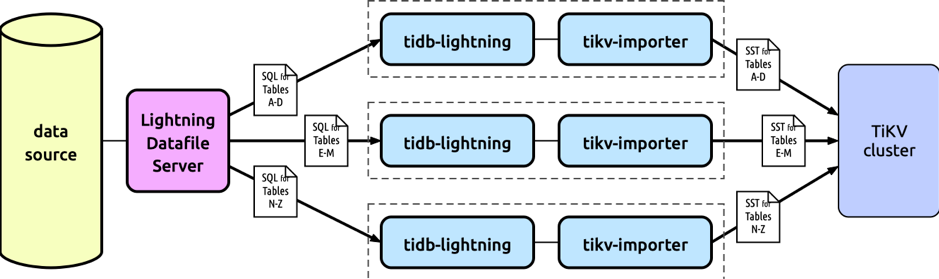 data
source
Lightning
Datafile
Server
SQL for
Tables
A-D
SQL for
Tables
E-M
SQL for
Tables
N-Z
tidb-lightning
tikv-importer
tidb-lightning
tikv-importer
tidb-lightning
tikv-importer
SST for
Tables
A-D
SST for
Tables
E-M
SST for
Tables
N-Z
TiKV
cluster